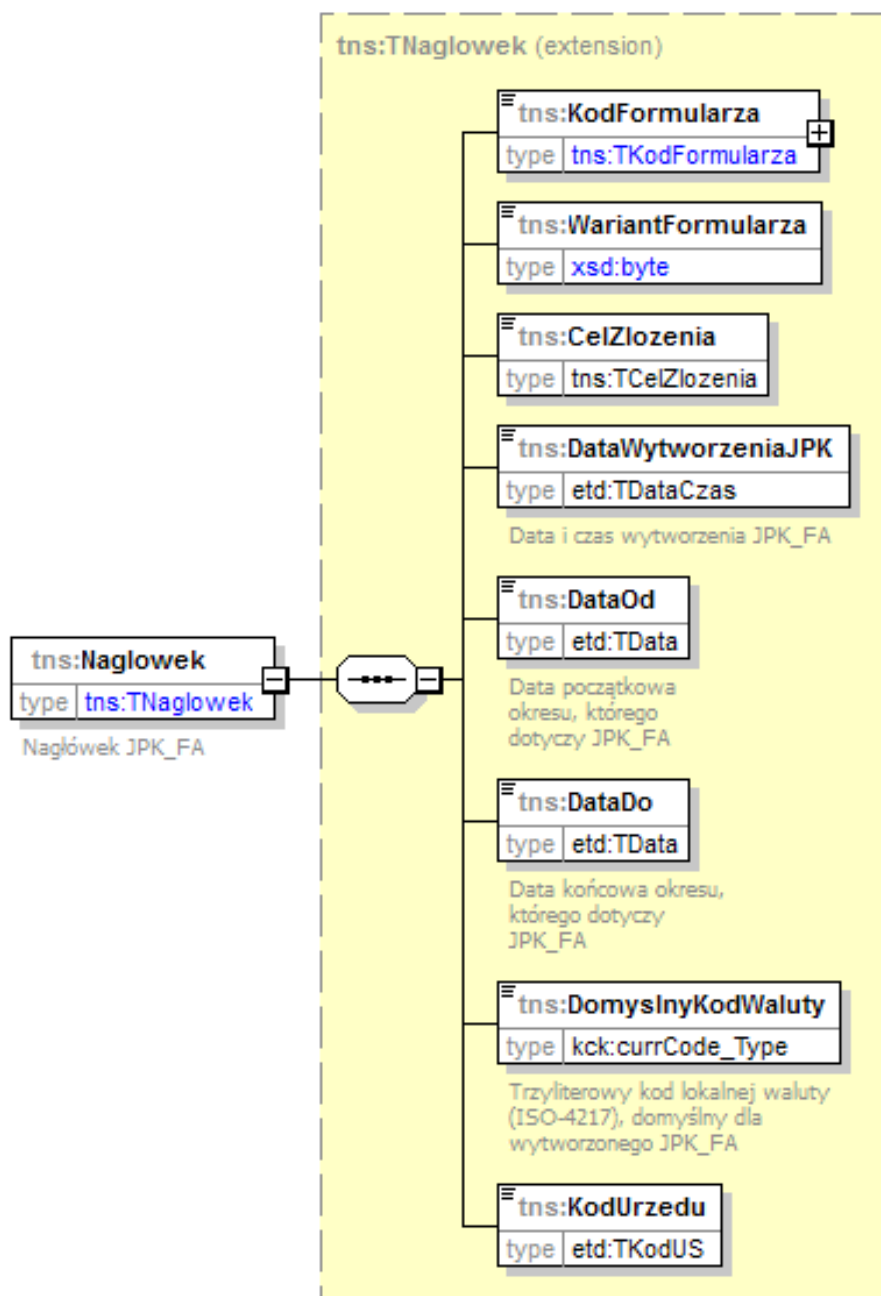 tns:TNaglowek (extension)
tns:KodFormularza
type tns:TKodFormularza
tns:WariantFormularza
type xsd:byte
tns:CelZlozenia
type tns:TCelZlozenia
tns:DataWytworzeniaJPK
type etd:TDataCzas
Data i czas wytworzenia JPK_FA
tns:DataOd
type etd:TData
Data początkowa
okresu, którego
dotyczy JPK_FA
tns:Naglowek
type tns:TNaglowek
Nagłówek JPK_FA
tns:DataDo
type etd:TData
Data końcowa okresu,
którego dotyczy
JPK_FA
tns:DomyslnyKodWaluty
type kck:currCode_Type
Trzyliterowy kod lokalnej waluty
(ISO-4217), domyślny dla
wytworzonego JPK_FA
tns:KodUrzedu
type etd:TKodUS